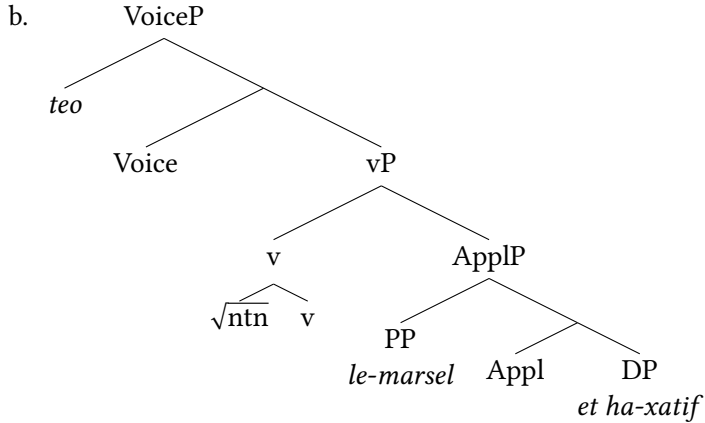 b. VoiceP
teo
Voice vP
v ApplP
√ntn v
PP
le-marsel Appl DP
et ha-xatif